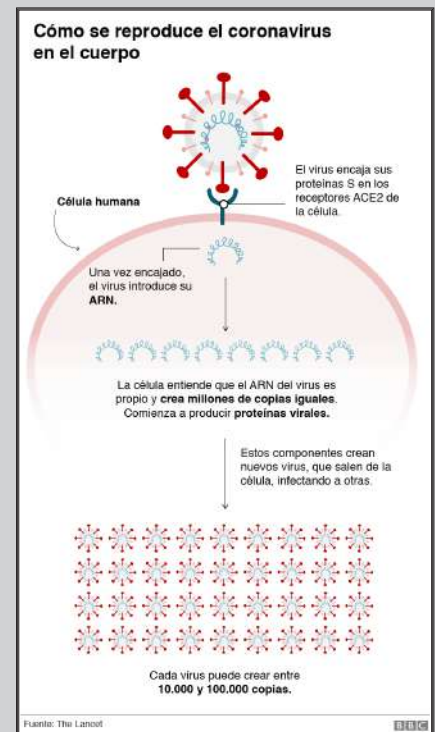 Cómo se reproduce el coronavirus
en el cuerpo
El virus encaja sus
proteínas S en los
receptores ACE2 de
la célula.
Célula humana
Una vez encajado,
el virus introduce su
ARN.
La célula entiende que el ARN del virus es
propio y crea millones de copias iguales.
Comienza a producir proteínas virales.
Estos componentes crean
nuevos virus, que salen de la
célula, infectando a otras.
Cada virus puede crear entre
10.000 y 100.000 copias.
Fuente: The Lancet
BBC